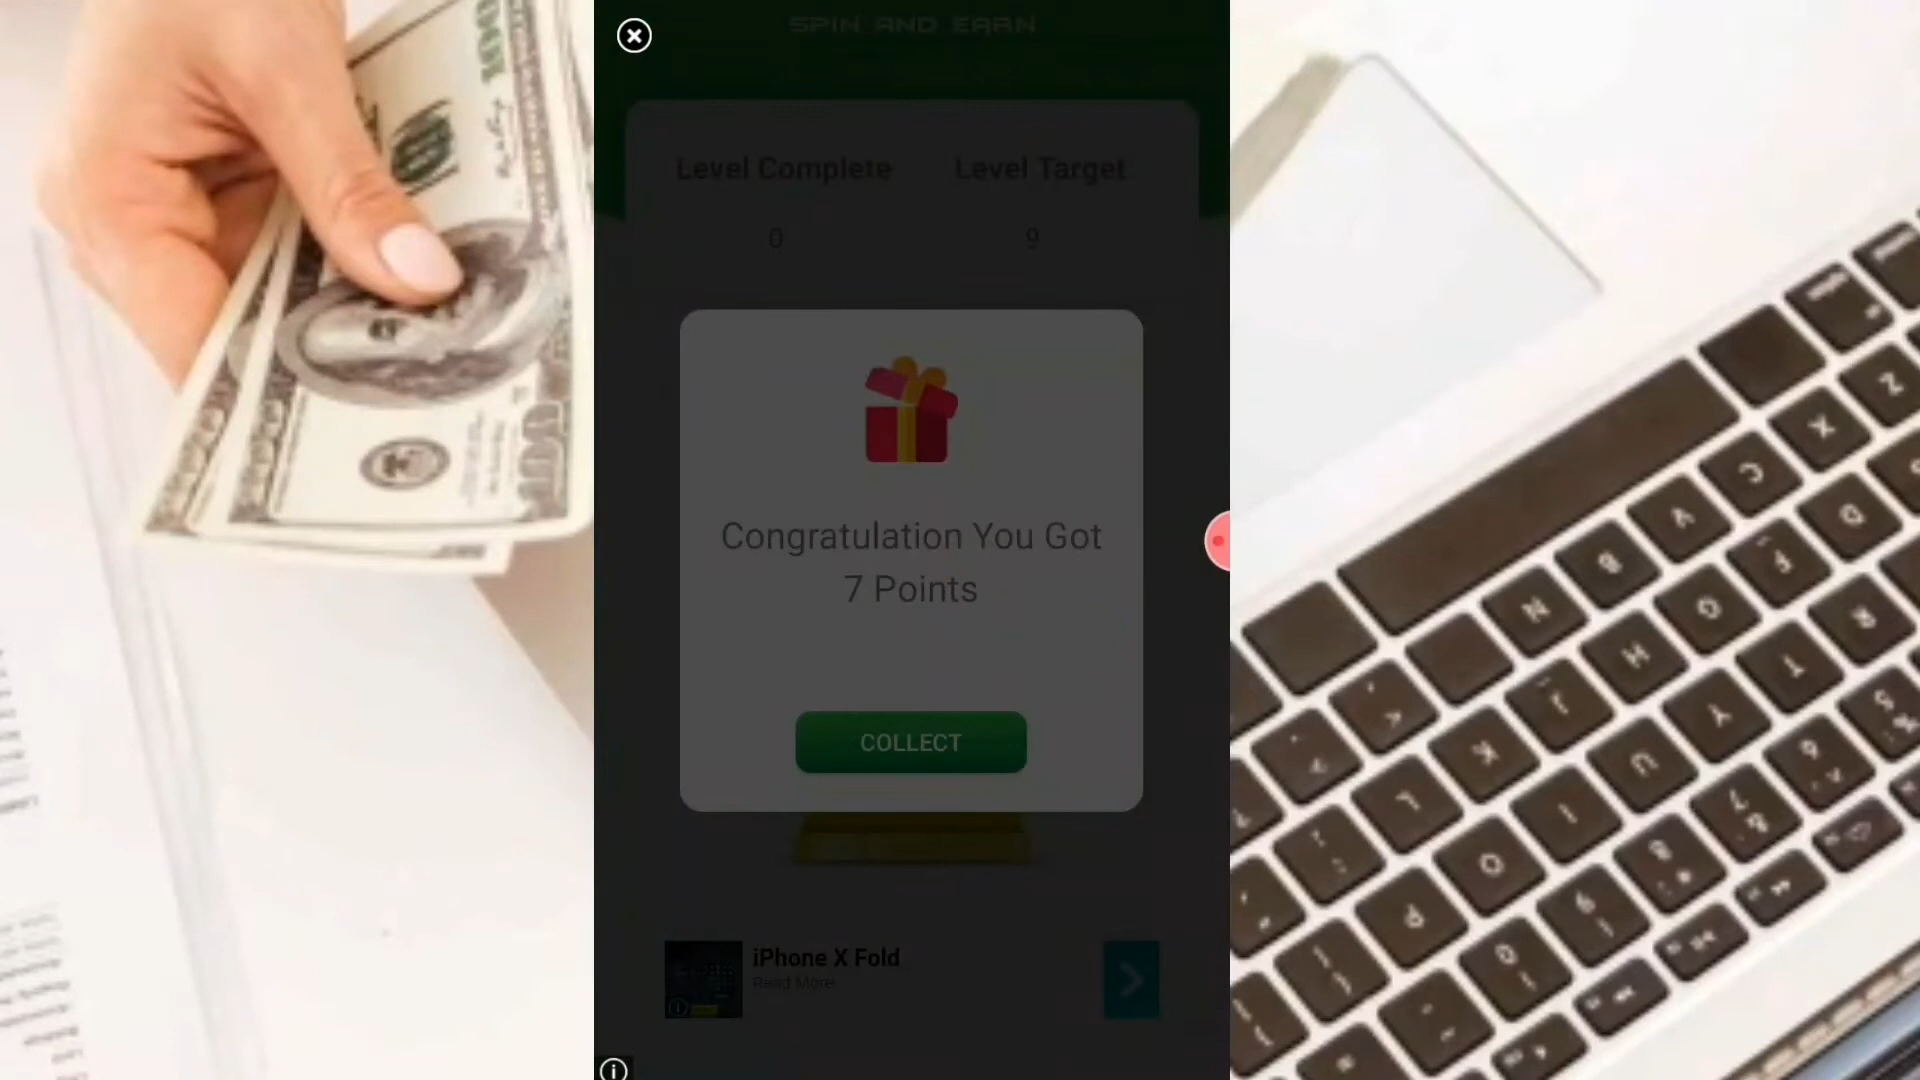 SPIN AND EARN
Level Complete
Level Target
0
9
Congratulation You Got
7 Points
COLLECT
iPhone X Fold
Read More
100